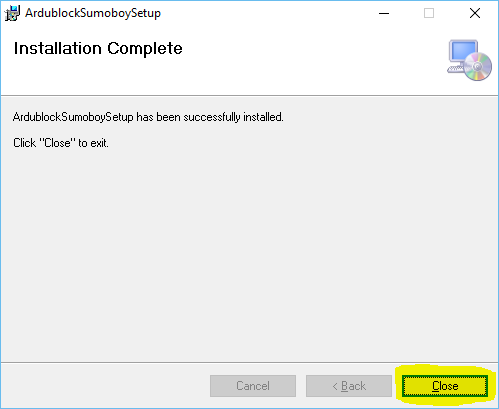 ArdublockSumoboySetup
Installation Complete
ArdublockSumoboySetup has been successfully installed.
Click "Close" to exit.
Cancel
< Back
Close